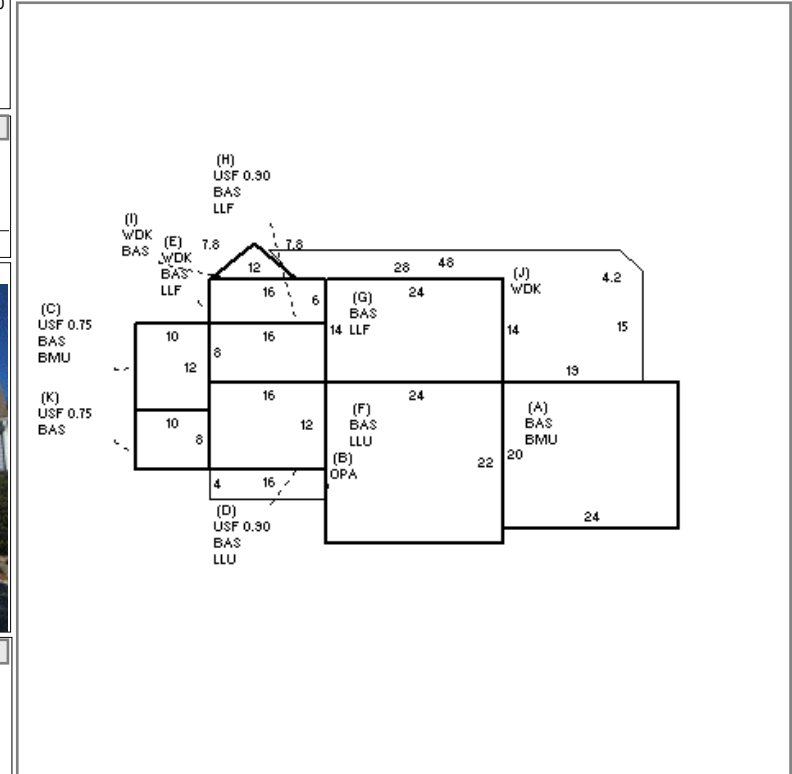 (H)
USF 0.90
BAS
LLF
(I)
WDK
BAS
(E)
WDK
BAS
LLF
7.8
7.8
12
28
48
(J)
WDK
4.2
16
6
(G)
BAS
LLF
24
(C)
USF 0.75
BAS
BMU
10
16
14
14
15
8
12
19
(K)
USF 0.75
BAS
16
24
(F)
BAS
LLU
(A)
BAS
BMU
10
12
8
(B)
OPA
22
20
4
16
24
(D)
USF 0.90
BAS
LLU